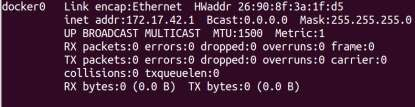 docker0   Link encap:Ethernet  HWaddr 26:90:8f:3a:1f:d5
          inet addr:172.17.42.1  Bcast:0.0.0.0  Mask:255.255.255.0
          UP BROADCAST MULTICAST  MTU:1500  Metric:1
          RX packets:0 errors:0 dropped:0 overruns:0 frame:0
          TX packets:0 errors:0 dropped:0 overruns:0 carrier:0
          collisions:0 txqueuelen:0
          RX bytes:0 (0.0 B)  TX bytes:0 (0.0 B)